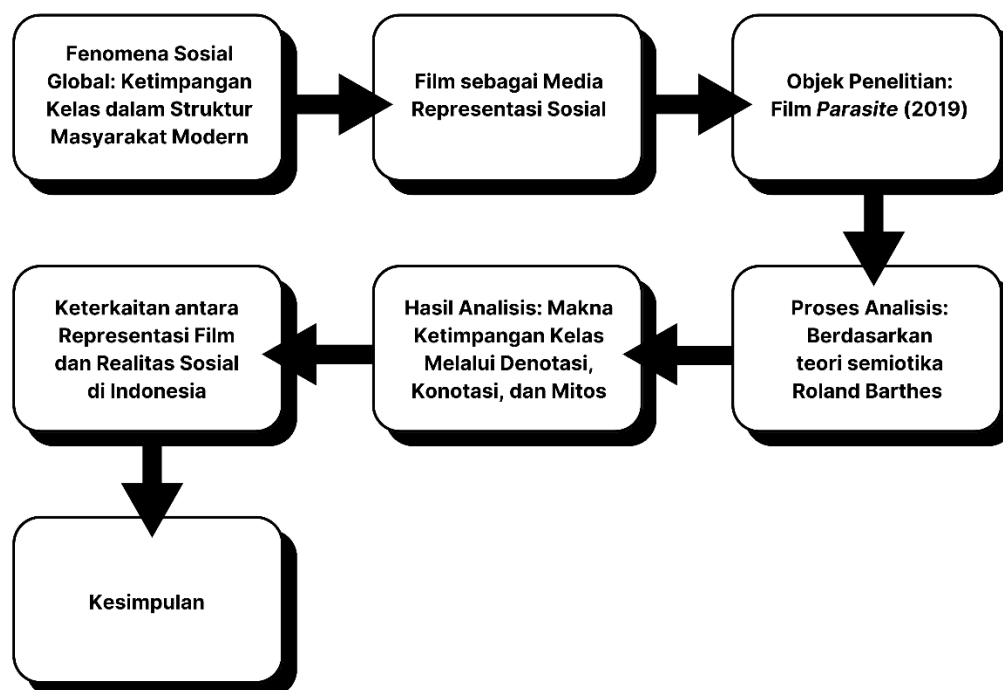 Fenomena Sosial
Global: Ketimpangan
Kelas dalam Struktur
Masyarakat Modern
Film sebagai Media
Representasi Sosial
Objek Penelitian:
Film Parasite (2019)
Proses Analisis:
Berdasarkan
teori semiotika
Roland Barthes
Hasil Analisis: Makna
Ketimpangan Kelas
Melalui Denotasi,
Konotasi, dan Mitos
Keterkaitan antara
Representasi Film
dan Realitas Sosial
di Indonesia
Kesimpulan